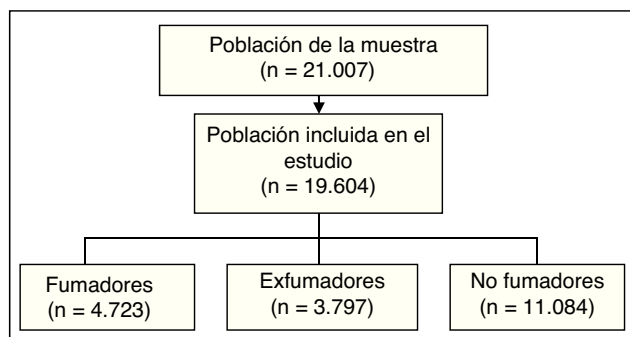 Población de la muestra
(n = 21.007)
Población incluida en el
estudio
(n = 19.604)
Fumadores
(n = 4.723)
Exfumadores
(n = 3.797)
No fumadores
(n = 11.084)